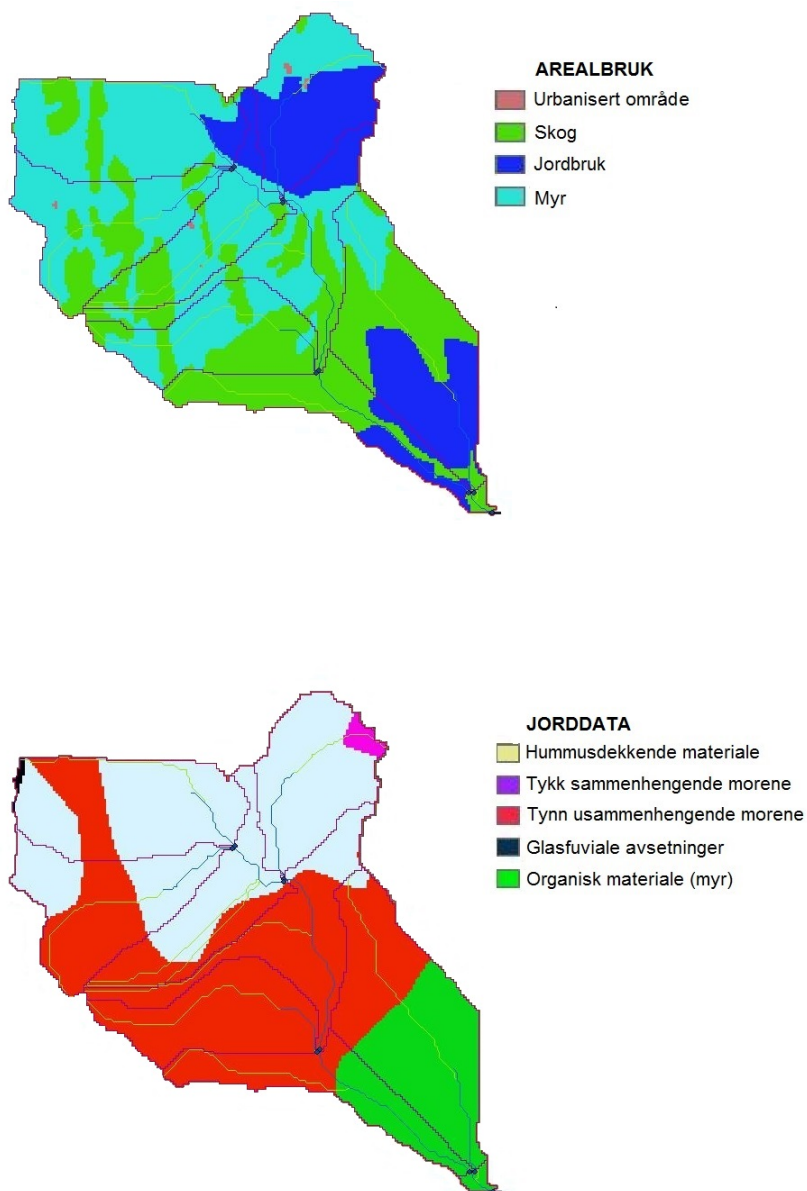 AREALBRUK
Urbanisert område
Skog
Jordbruk
Myr
JORDDATA
Hummusdekkende materiale
Tykk sammenhengende morene
Tynn usammenhengende morene
Glasfuviale avsetninger
Organisk materiale (myr)